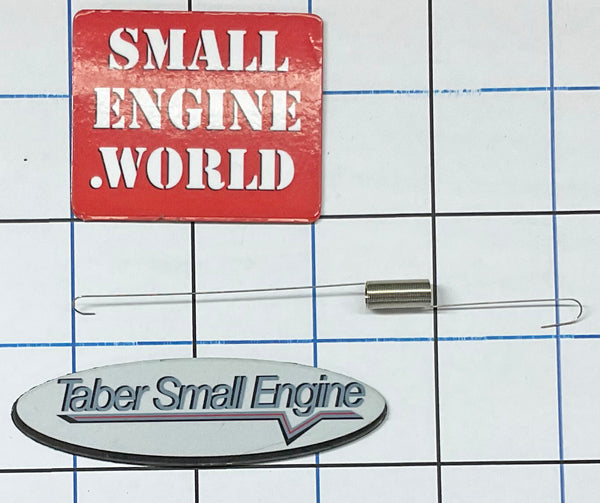 SMALL
ENGINE
.WORLD
Taber Small Engine